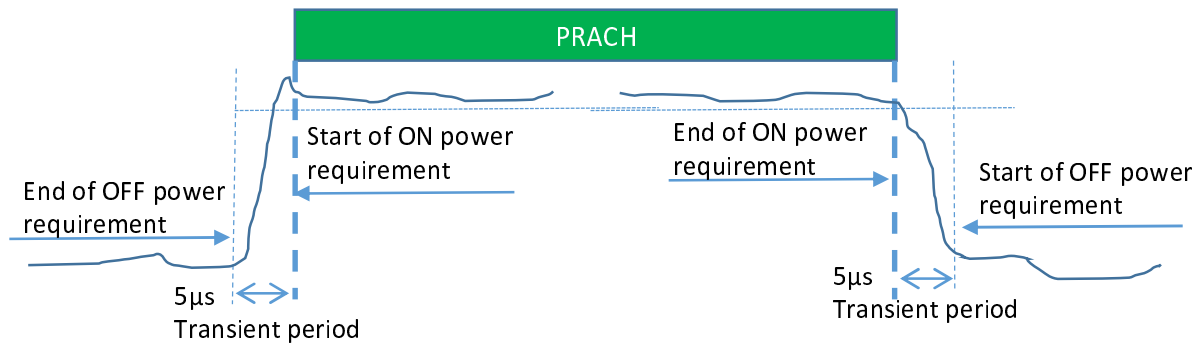 PRACH
Start of ON power
requirement
End of ON power
requirement
End of OFF power
requirement
Start of OFF power
requirement
5µs
Transient period
5µs
Transient period